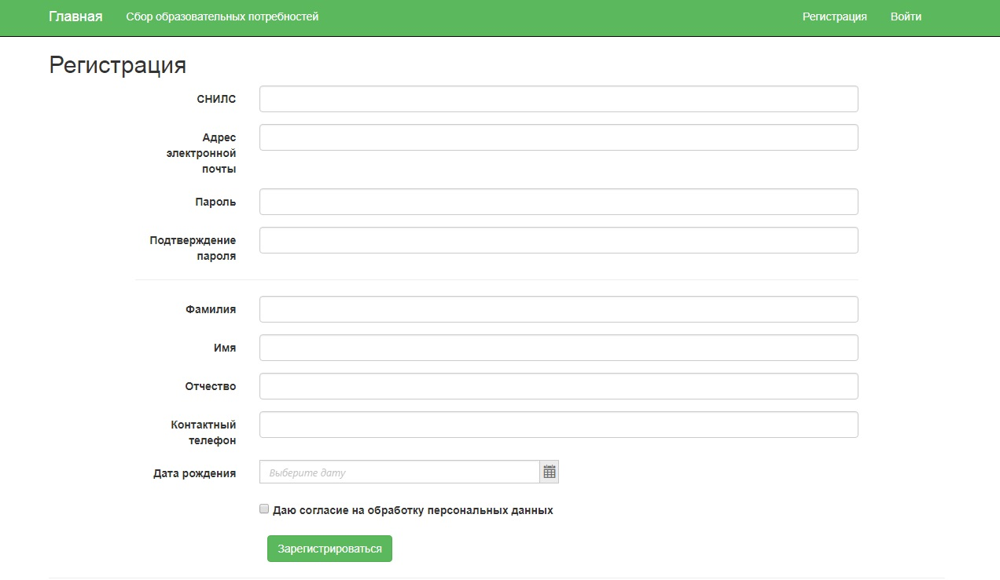 Главная Сбор образовательных потребностей Регистрация Войти
Регистрация
СНИЛС
Адрес
электронной
почты
Пароль
Подтверждение
пароля
Фамилия
Имя
Отчество
Контактный
телефон
Дата рождения Выберите дату
Даю согласие на обработку персональных данных
Зарегистрироваться